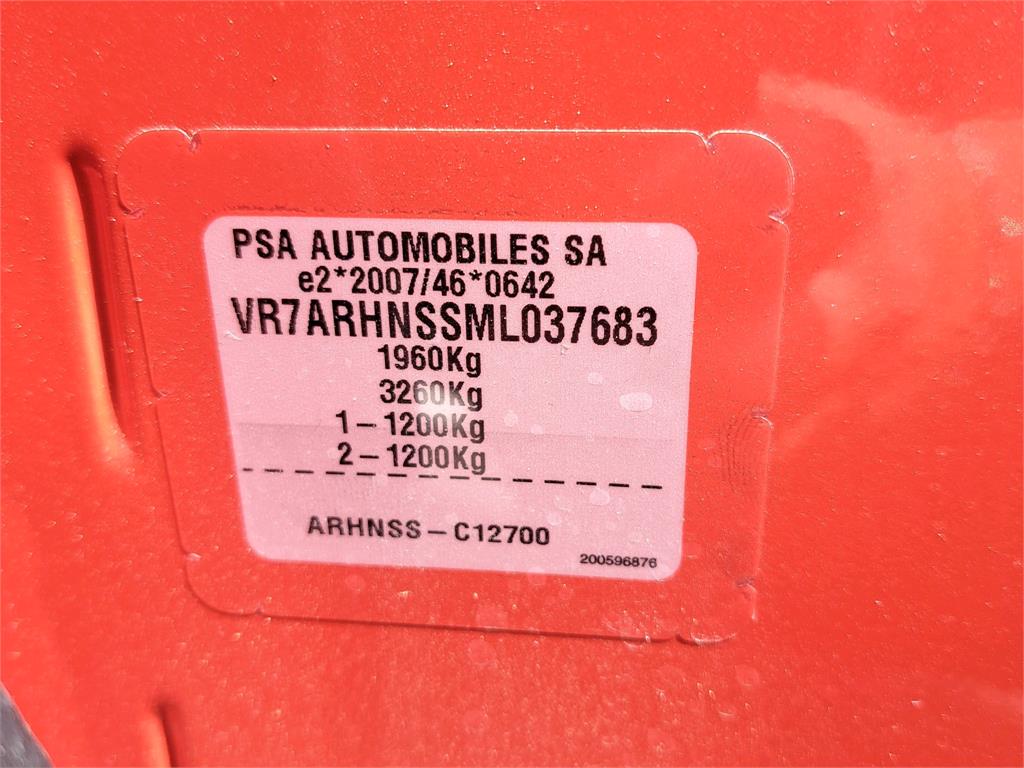 PSA AUTOMOBILES SA
e2*2007/46*0642
VR7ARHNSSML037683
1960Kg
3260Kg
1-1200Kg
2-1200Kg
ARHNSS-C12700
200596876